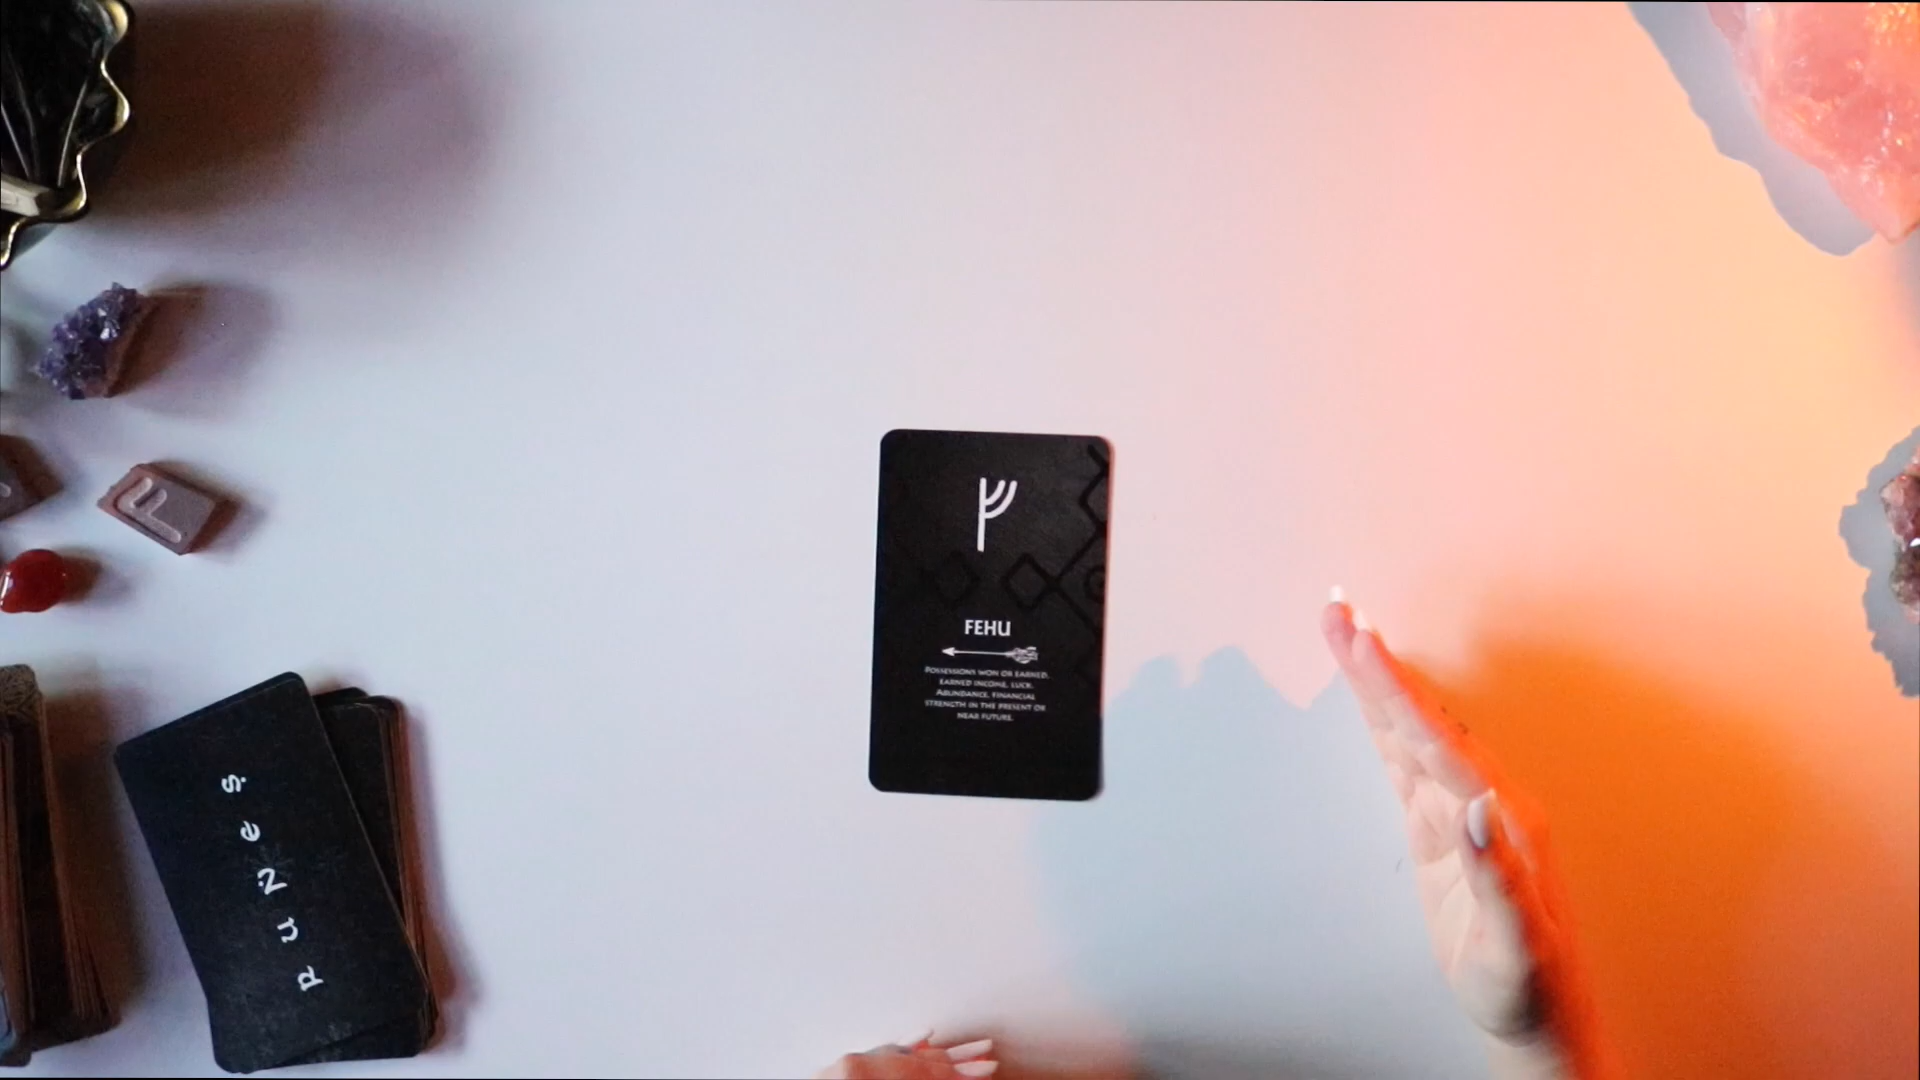 ᚠ
FEHU
POSSESSIONS WON OR EARNED,
EARNED INCOME, LUCK.
ABUNDANCE, FINANCIAL
STRENGTH IN THE PRESENT OR
NEAR FUTURE.
runes